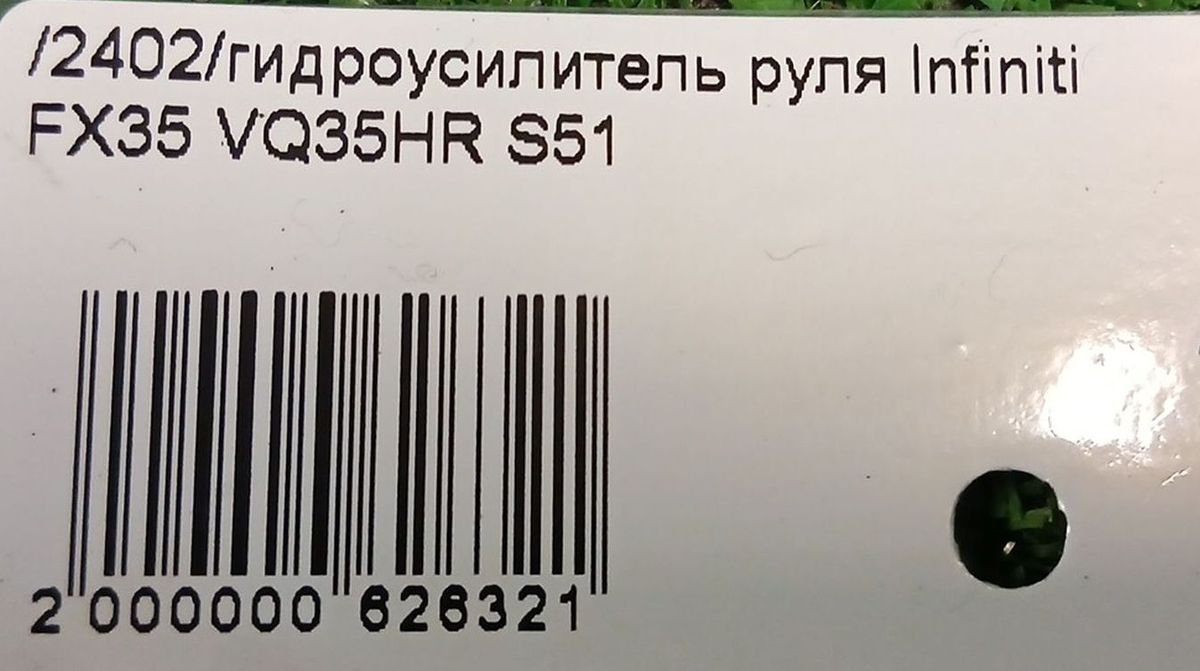 /2402/гидроусилитель руля Infiniti
FX35 VQ35HR S51
2 000000 626321